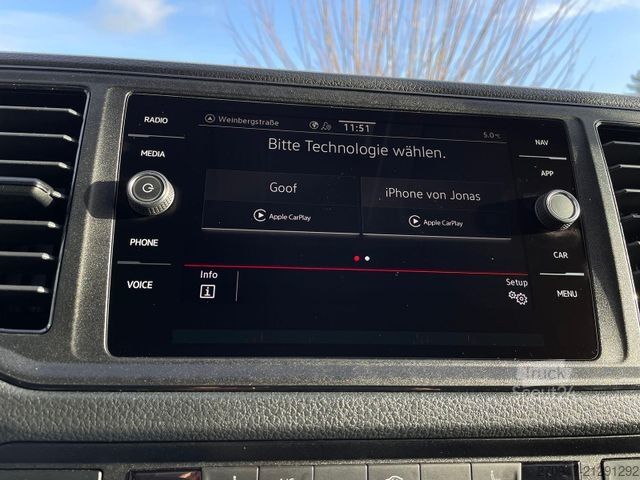 RADIO
MEDIA
PHONE
VOICE
Weinbergstraße 11:51 5.0°C
Bitte Technologie wählen.
Goof
Apple CarPlay
iPhone von Jonas
Apple CarPlay
Info
Setup
NAV
APP
CAR
MENU
Truck
Scout24
21291292